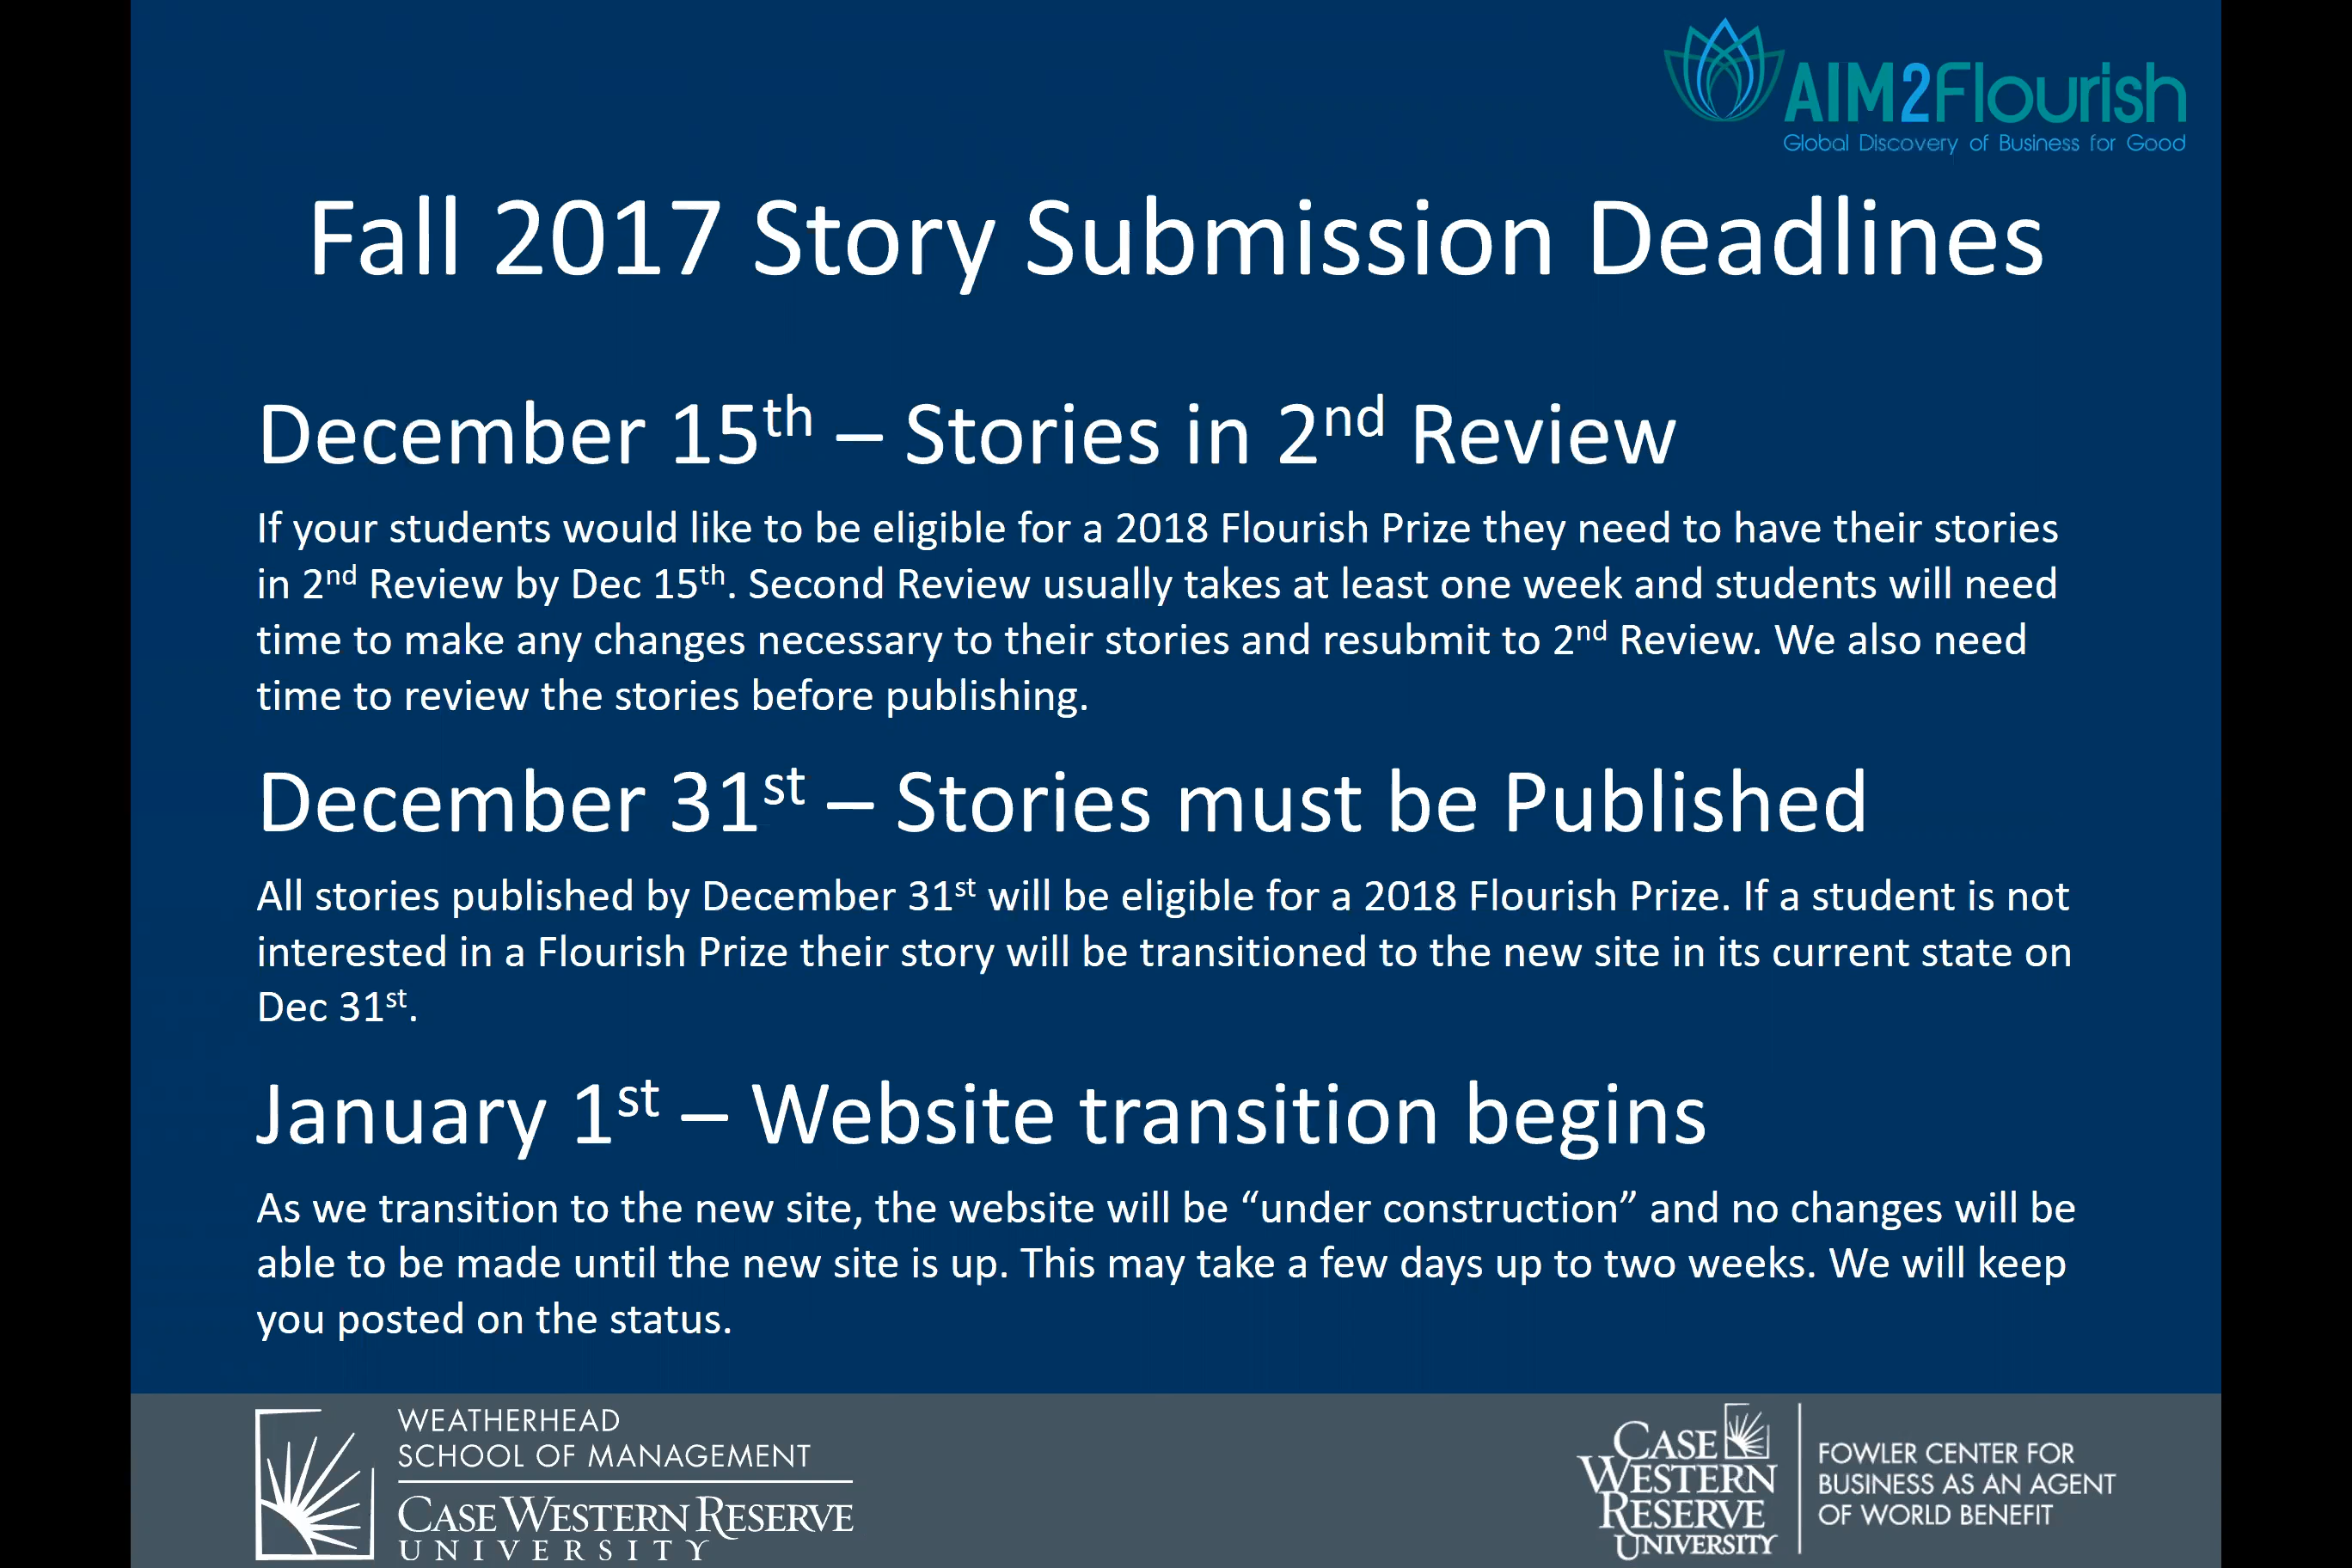 AIM2Flourish
Global Discovery of Business for Good
Fall 2017 Story Submission Deadlines
December 15th – Stories in 2nd Review
If your students would like to be eligible for a 2018 Flourish Prize they need to have their stories
in 2nd Review by Dec 15th. Second Review usually takes at least one week and students will need
time to make any changes necessary to their stories and resubmit to 2nd Review. We also need
time to review the stories before publishing.
December 31st – Stories must be Published
All stories published by December 31st will be eligible for a 2018 Flourish Prize. If a student is not
interested in a Flourish Prize their story will be transitioned to the new site in its current state on
Dec 31st.
January 1st – Website transition begins
As we transition to the new site, the website will be “under construction” and no changes will be
able to be made until the new site is up. This may take a few days up to two weeks. We will keep
you posted on the status.
WEATHERHEAD
SCHOOL OF MANAGEMENT
CASE WESTERN RESERVE
UNIVERSITY
CASE
WESTERN
RESERVE
UNIVERSITY
FOWLER CENTER FOR
BUSINESS AS AN AGENT
OF WORLD BENEFIT